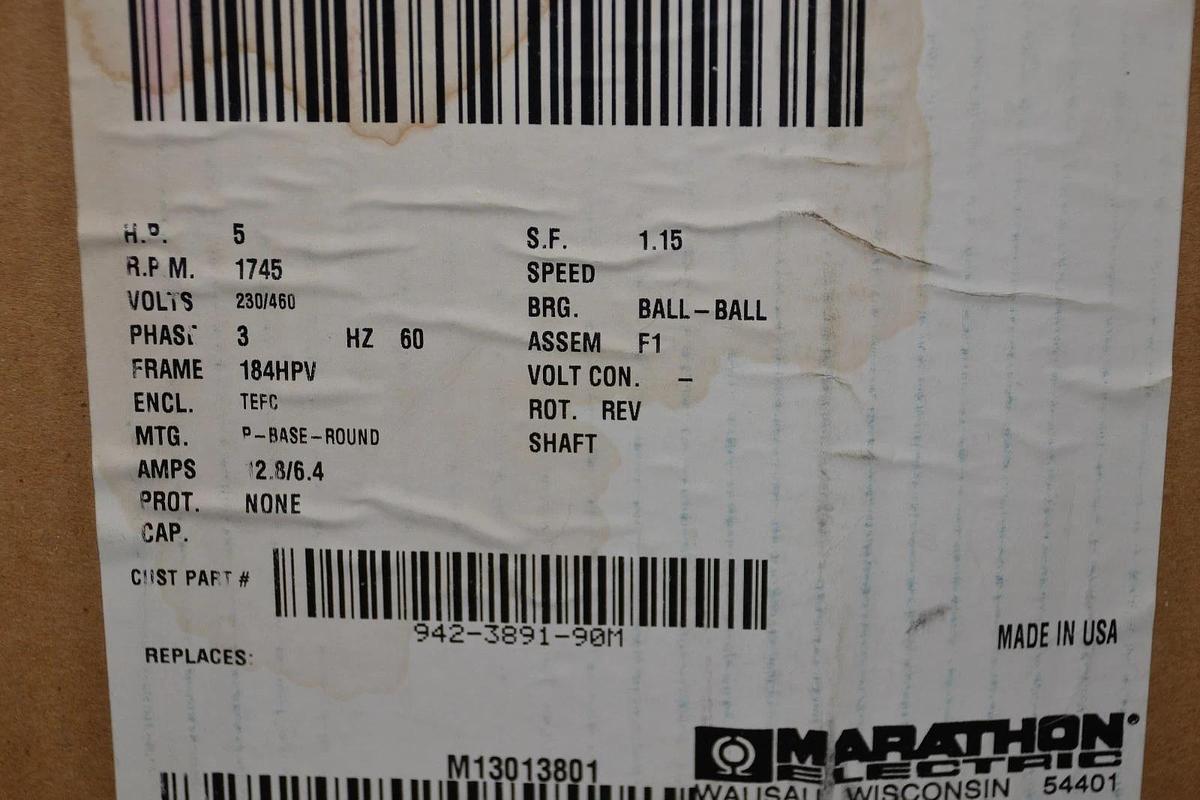 H.P. 5
R.P.M. 1745
VOLTS 230/460
PHASE 3 HZ 60
FRAME 184HPV
ENCL. TEFC
MTG. P-BASE-ROUND
AMPS 12.8/6.4
PROT. NONE
CAP.
S.F. 1.15
SPEED
BRG. BALL-BALL
ASSEM F1
VOLT CON. -
ROT. REV
SHAFT
CUST PART #
942-3891-90M
REPLACES:
MADE IN USA
M13013801
MARATHON®
ELECTRIC
WAUSAU WISCONSIN 54401